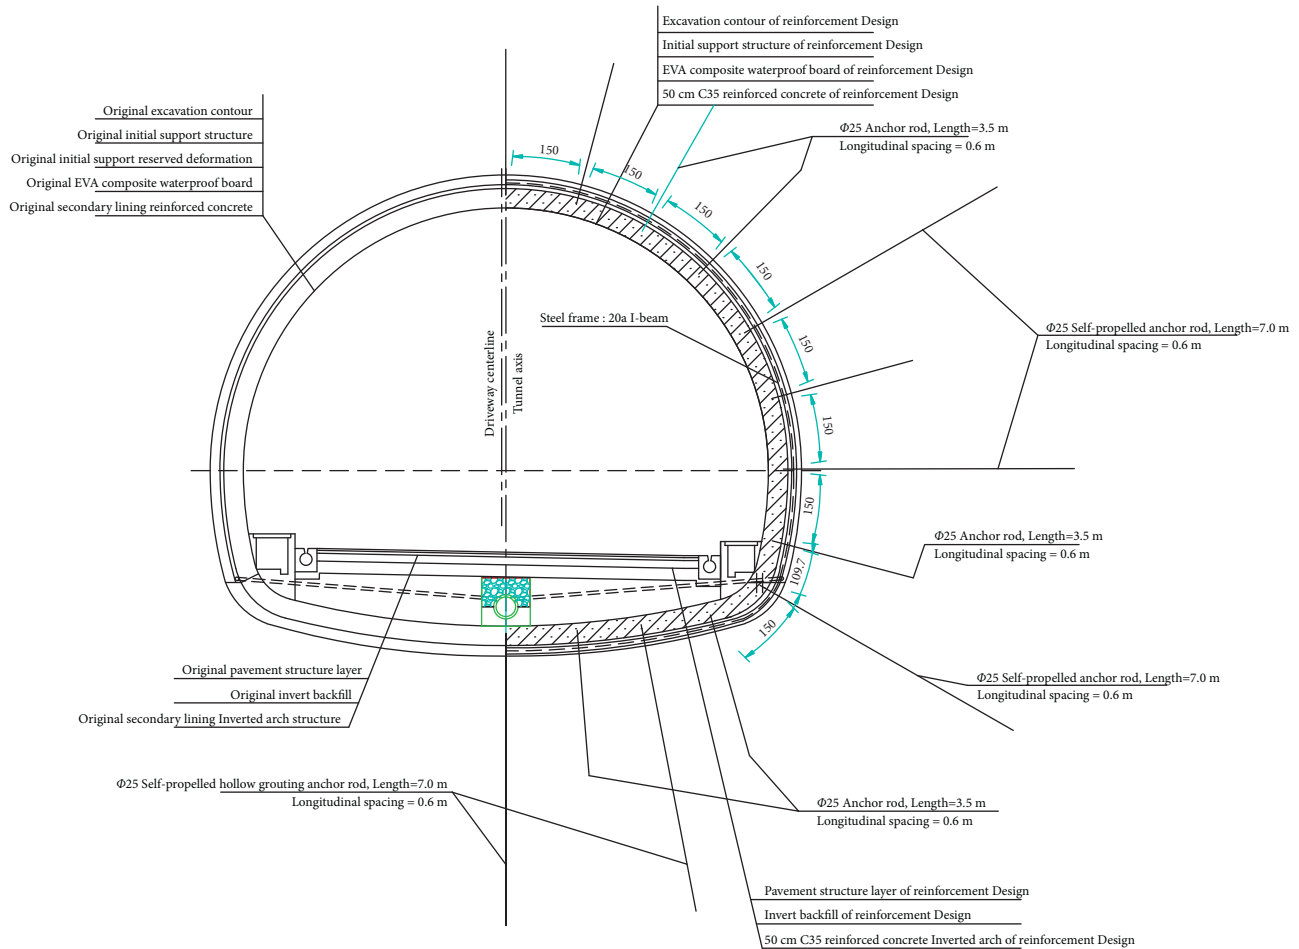 Excavation contour of reinforcement Design
Initial support structure of reinforcement Design
EVA composite waterproof board of reinforcement Design
50 cm C35 reinforced concrete of reinforcement Design
Original excavation contour
Original initial support structure
Original initial support reserved deformation
Original EVA composite waterproof board
Original secondary lining reinforced concrete
Φ25 Anchor rod, Length=3.5 m
Longitudinal spacing = 0.6 m
150
150
150
150
150
150
150
109.7
150
Steel frame : 20a I-beam
Driveway centerline
Tunnel axis
Φ25 Self-propelled anchor rod, Length=7.0 m
Longitudinal spacing = 0.6 m
Φ25 Anchor rod, Length=3.5 m
Longitudinal spacing = 0.6 m
Φ25 Self-propelled anchor rod, Length=7.0 m
Longitudinal spacing = 0.6 m
Original pavement structure layer
Original invert backfill
Original secondary lining Inverted arch structure
Φ25 Self-propelled hollow grouting anchor rod, Length=7.0 m
Longitudinal spacing = 0.6 m
Φ25 Anchor rod, Length=3.5 m
Longitudinal spacing = 0.6 m
Pavement structure layer of reinforcement Design
Invert backfill of reinforcement Design
50 cm C35 reinforced concrete Inverted arch of reinforcement Design